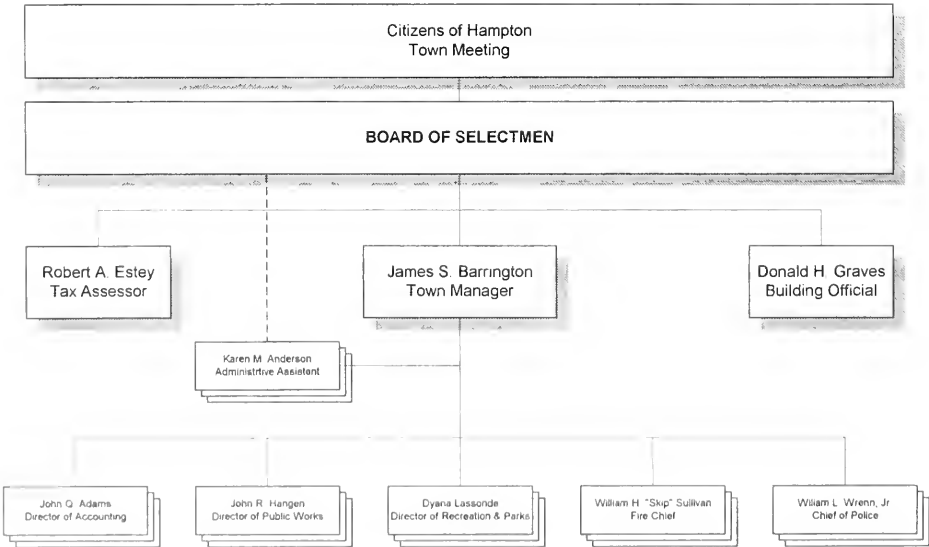 Citizens of Hampton
Town Meeting
BOARD OF SELECTMEN
Robert A. Estey
Tax Assessor
James S. Barrington
Town Manager
Donald H. Graves
Building Official
Karen M. Anderson
Administrtive Assistant
John Q. Adams
Director of Accounting
John R. Hangen
Director of Public Works
Dyana Lassonde
Director of Recreation & Parks
William H. "Skip" Sullivan
Fire Chief
William L. Wrenn, Jr
Chief of Police